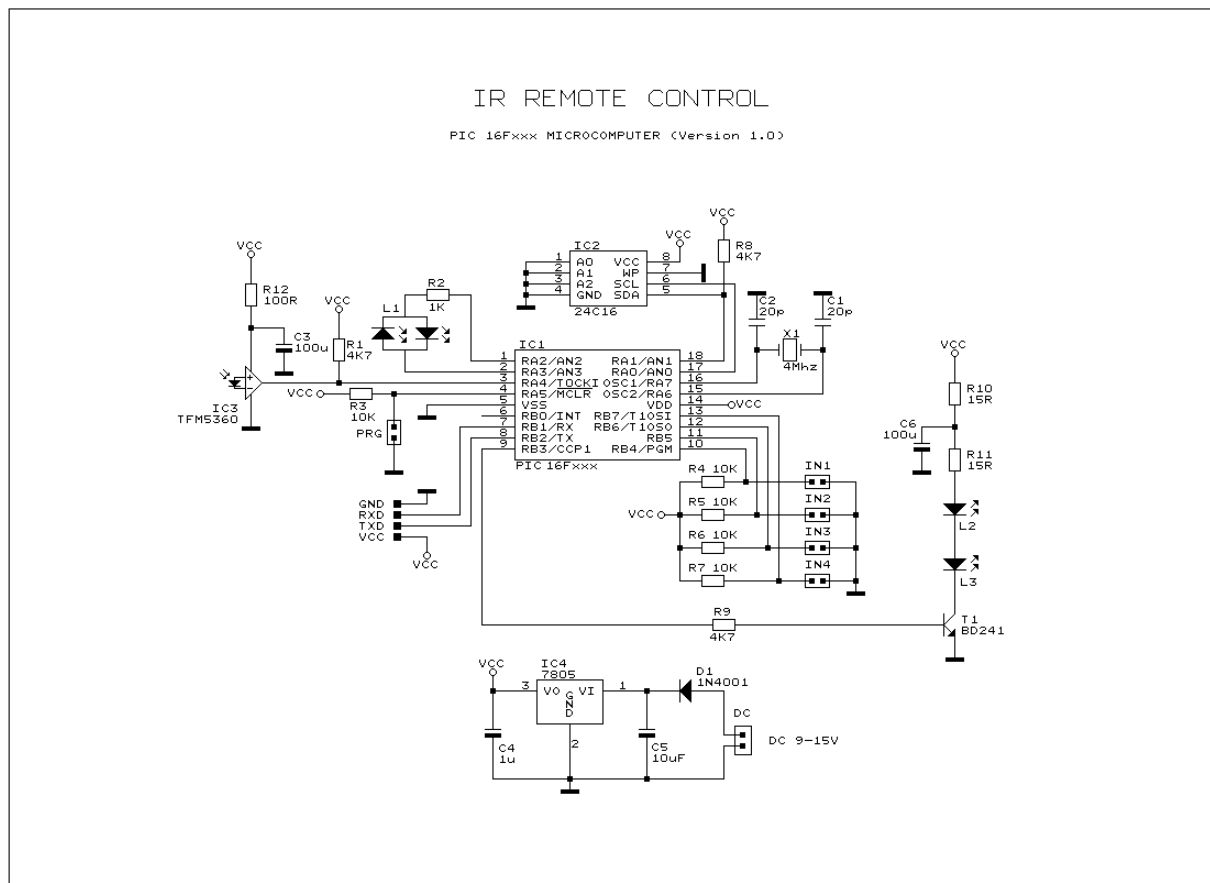 IR REMOTE CONTROL
PIC 16Fxxx MICROCOMPUTER (Version 1.0)
VCC
R12
100R
C3
100u
IC3
TFM5360
VCC
R1
4K7
L1
R2
1K
VCC
R3
10K
PRG
IC2
1 A0 VCC 8
2 A1 WP 7
3 A2 SCL 6
4 GND SDA 5
24C16
VCC
VCC
R8
4K7
C2
20p
C1
20p
X1
4Mhz
IC1
1 RA2/AN2 RA1/AN1 18
2 RA3/AN3 RA0/AN0 17
3 RA4/TOCKI OSC1/RA7 16
4 RA5/MCLR OSC2/RA6 15
5 VSS VDD 14
6 RB0/INT RB7/T1OSI 13
7 RB1/RX RB6/T1OSO 12
8 RB2/TX RB5 11
9 RB3/CCP1 RB4/PGM 10
PIC 16Fxxx
VCC
GND
RXD
TXD
VCC
VCC
VCC
R4 10K IN1
R5 10K IN2
R6 10K IN3
R7 10K IN4
VCC
R10
15R
C6
100u
R11
15R
L2
L3
T1
BD241
R9
4K7
VCC
C4
1u
IC4
7805
3 VO GND VI 1
2
C5
10uF
D1
1N4001
DC
DC 9-15V